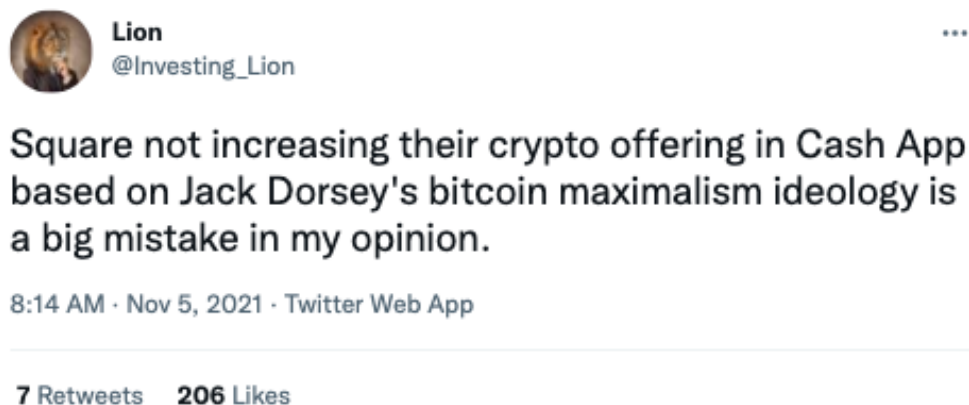 Lion
@Investing_Lion
Square not increasing their crypto offering in Cash App
based on Jack Dorsey's bitcoin maximalism ideology is
a big mistake in my opinion.
8:14 AM · Nov 5, 2021 · Twitter Web App
7 Retweets 206 Likes